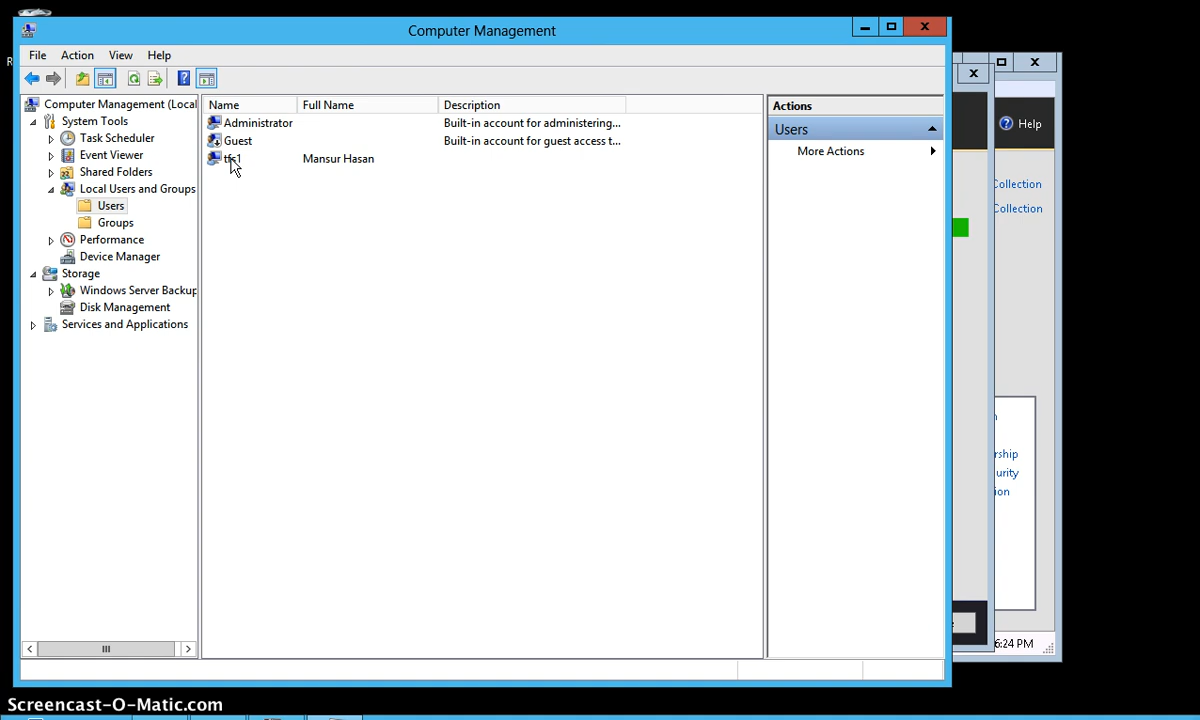 Computer Management
File Action View Help
Computer Management (Local
System Tools
Task Scheduler
Event Viewer
Shared Folders
Local Users and Groups
Users
Groups
Performance
Device Manager
Storage
Windows Server Backup
Disk Management
Services and Applications
Name Full Name Description
Administrator Built-in account for administering...
Guest Built-in account for guest access t...
tfs1 Mansur Hasan
Actions
Users
More Actions
Help
Collection
Collection
rship
urity
ion
6:24 PM
Screencast-O-Matic.com